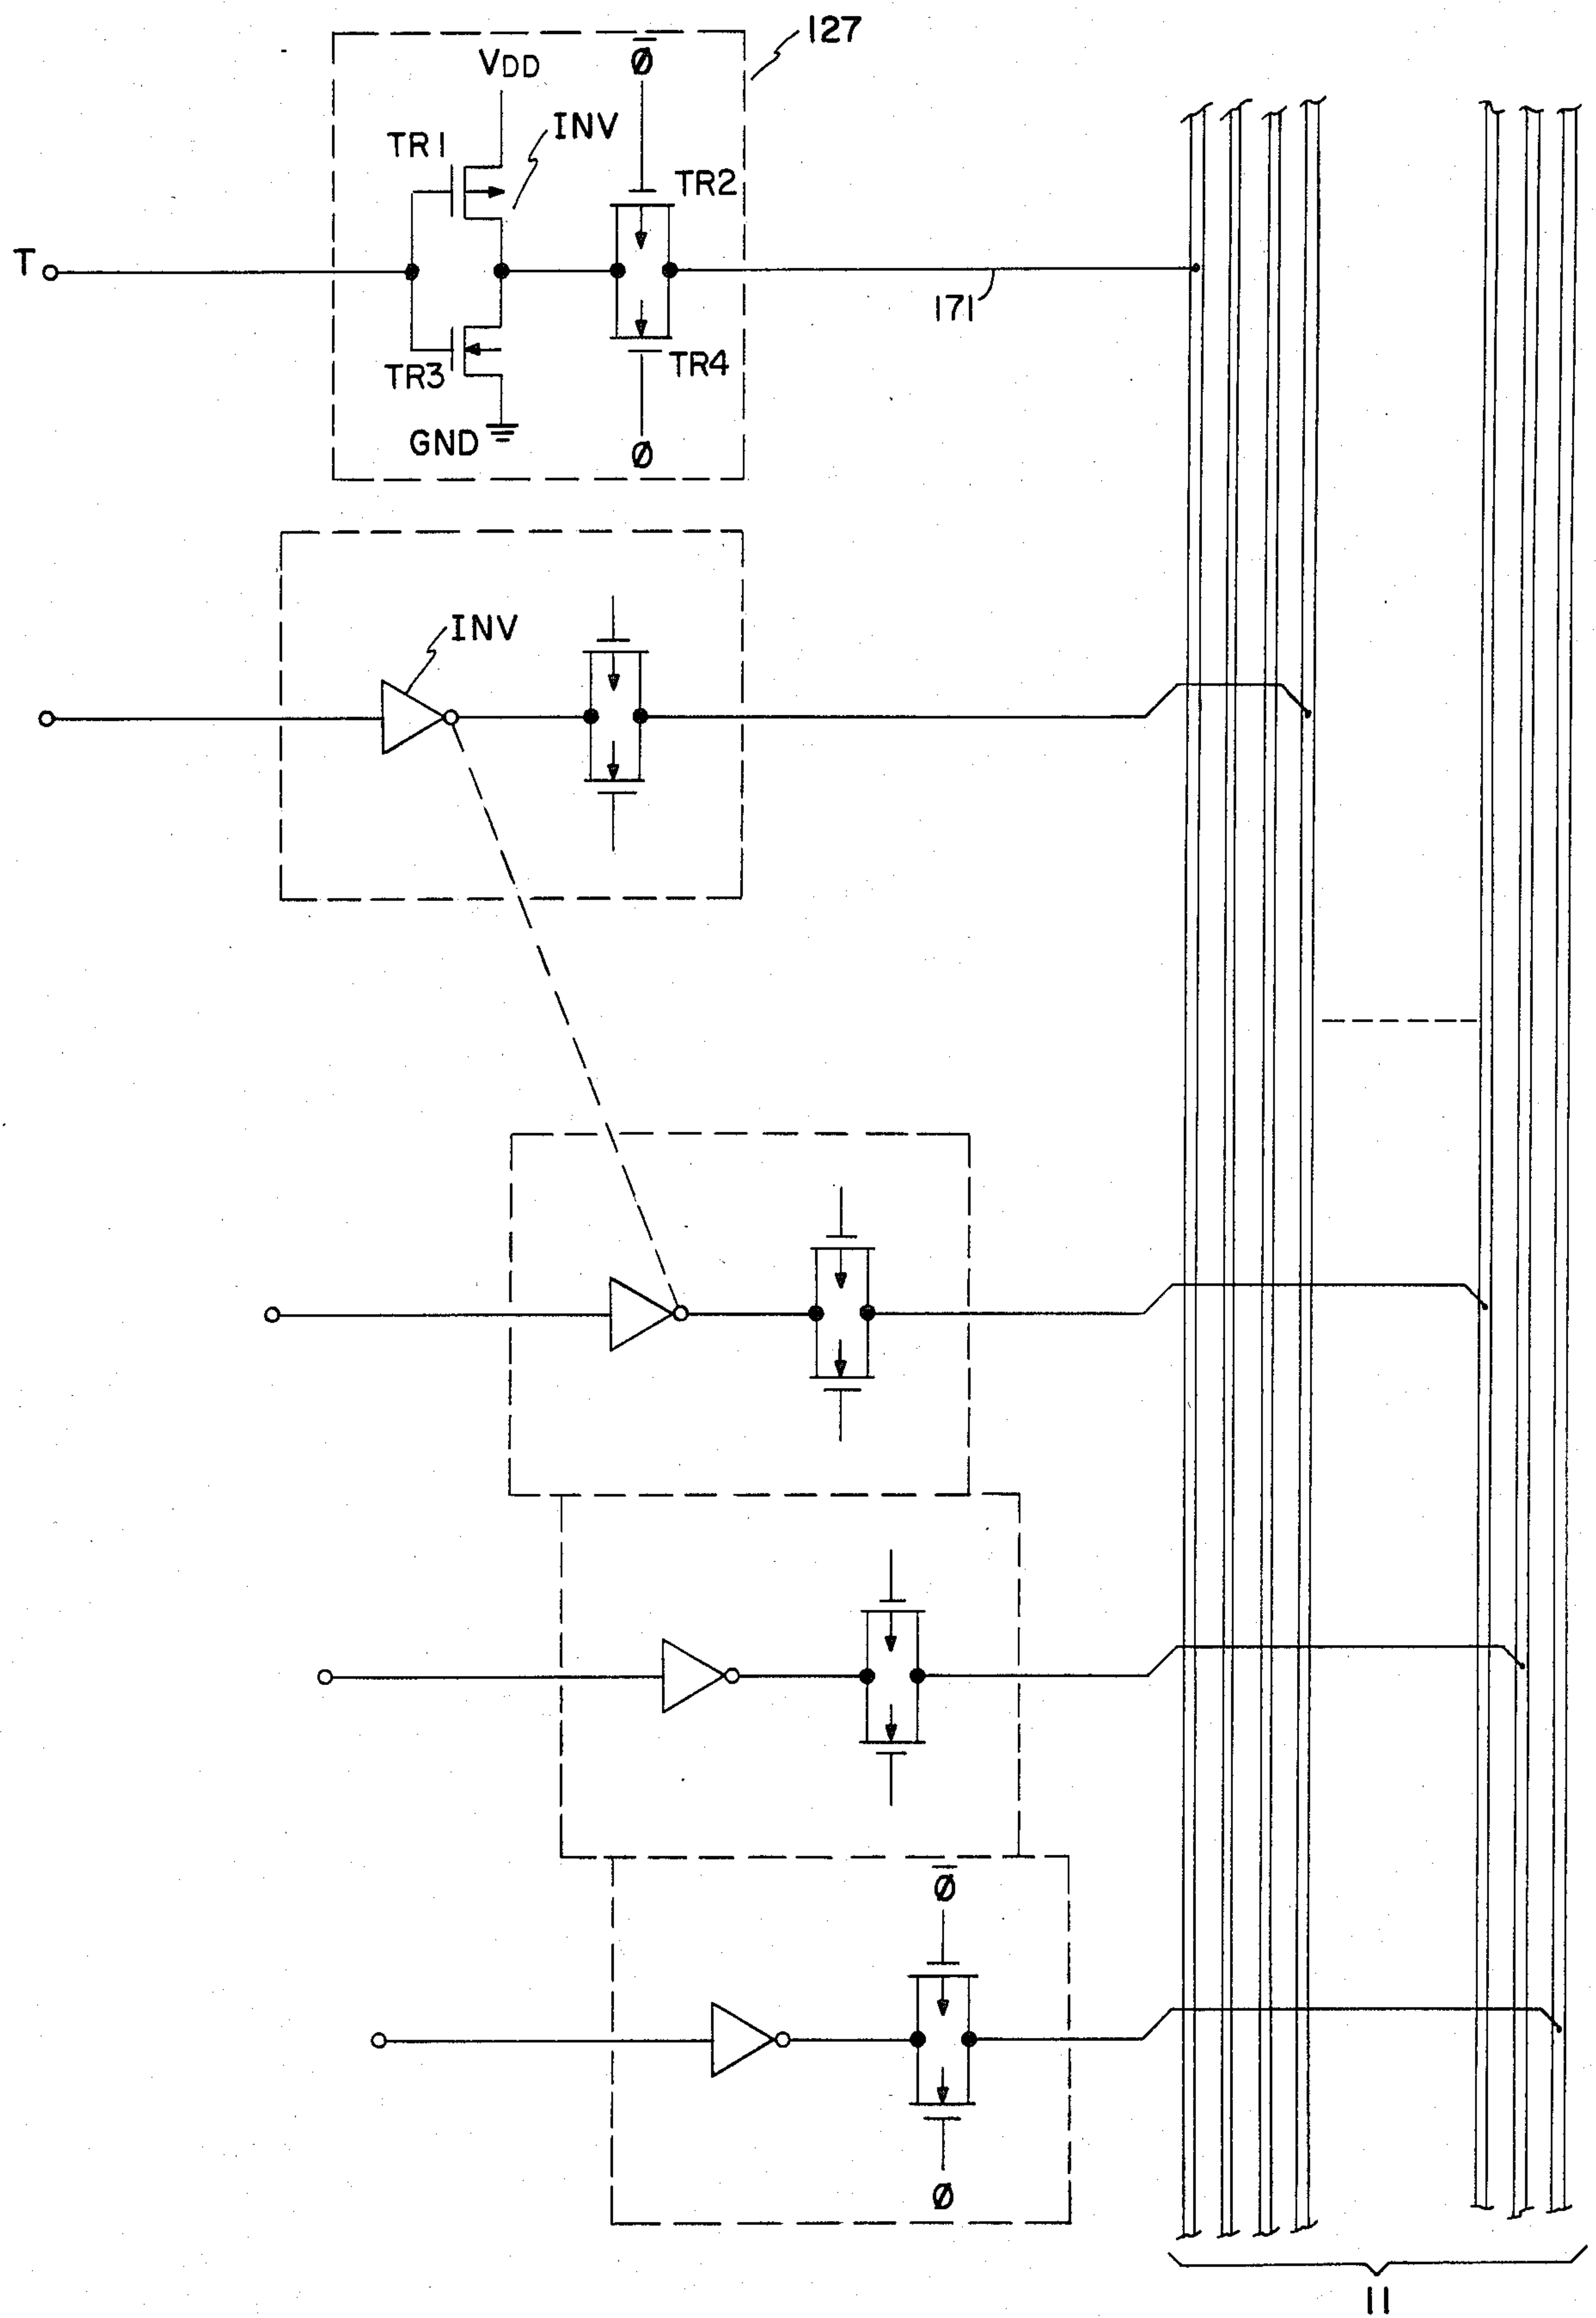 127
VDD
Ø̅
INV
TR1
TR2
T
171
TR3
TR4
GND
Ø
INV
Ø̅
Ø
11